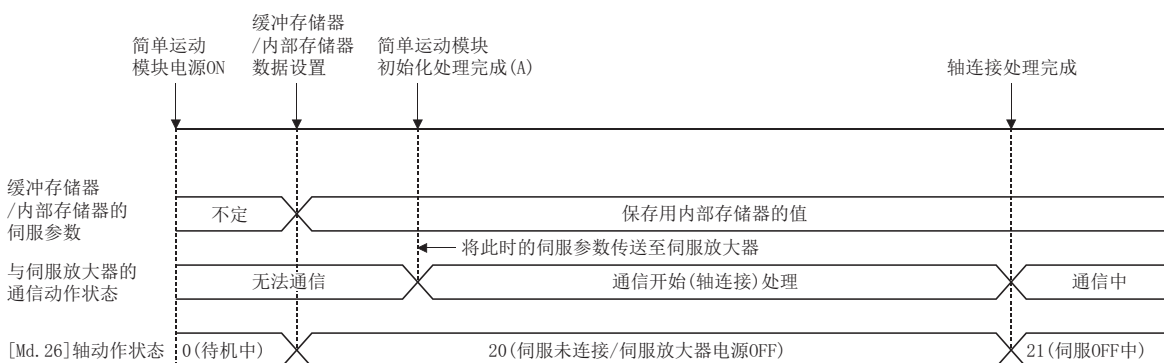 简单运动
模块电源ON
缓冲存储器
/内部存储器
数据设置
简单运动模块
初始化处理完成(A)
轴连接处理完成
缓冲存储器
/内部存储器的
伺服参数
不定
保存用内部存储器的值
将此时的伺服参数传送至伺服放大器
与伺服放大器的
通信动作状态
无法通信
通信开始(轴连接)处理
通信中
[Md.26]轴动作状态
0(待机中)
20(伺服未连接/伺服放大器电源OFF)
21(伺服OFF中)